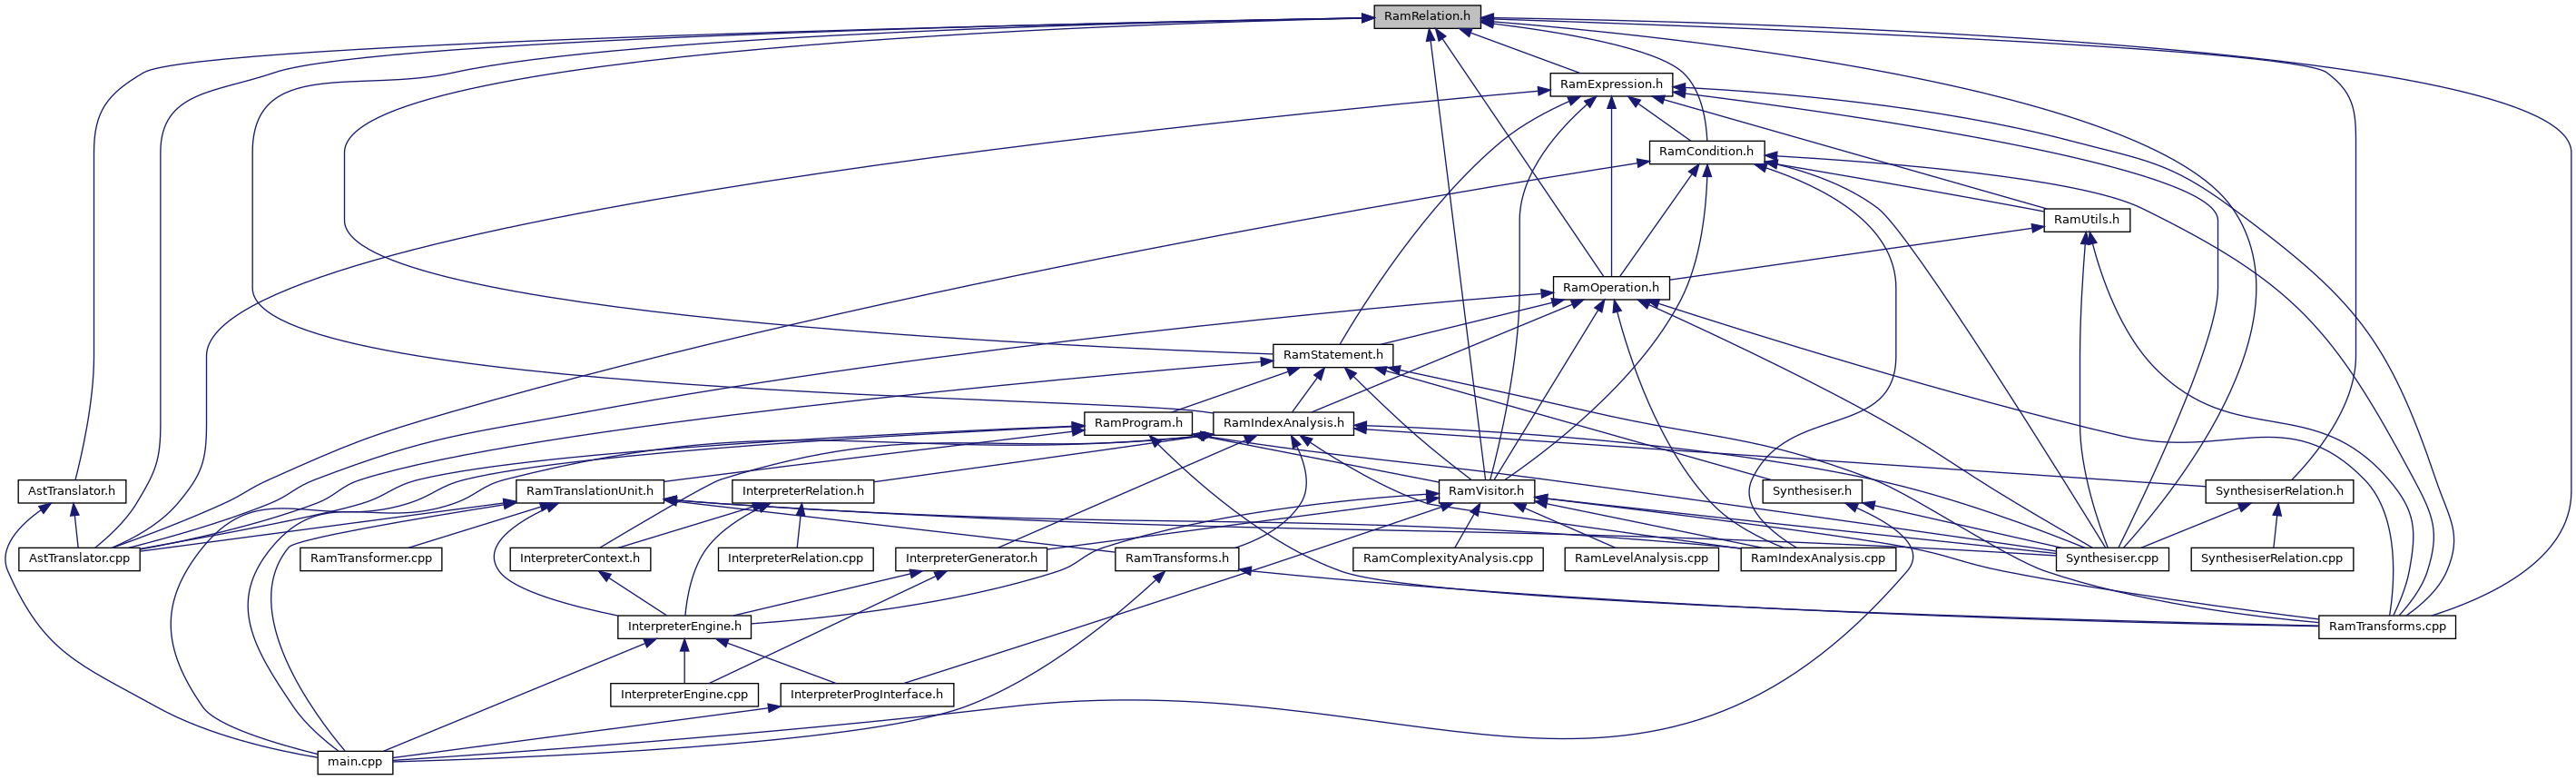 RamRelation.h
RamExpression.h
RamCondition.h
RamUtils.h
RamOperation.h
RamStatement.h
RamProgram.h
RamIndexAnalysis.h
AstTranslator.h
RamTranslationUnit.h
InterpreterRelation.h
RamVisitor.h
Synthesiser.h
SynthesiserRelation.h
AstTranslator.cpp
RamTransformer.cpp
InterpreterContext.h
InterpreterRelation.cpp
InterpreterGenerator.h
RamTransforms.h
RamComplexityAnalysis.cpp
RamLevelAnalysis.cpp
RamIndexAnalysis.cpp
Synthesiser.cpp
SynthesiserRelation.cpp
InterpreterEngine.h
RamTransforms.cpp
InterpreterEngine.cpp
InterpreterProgInterface.h
main.cpp